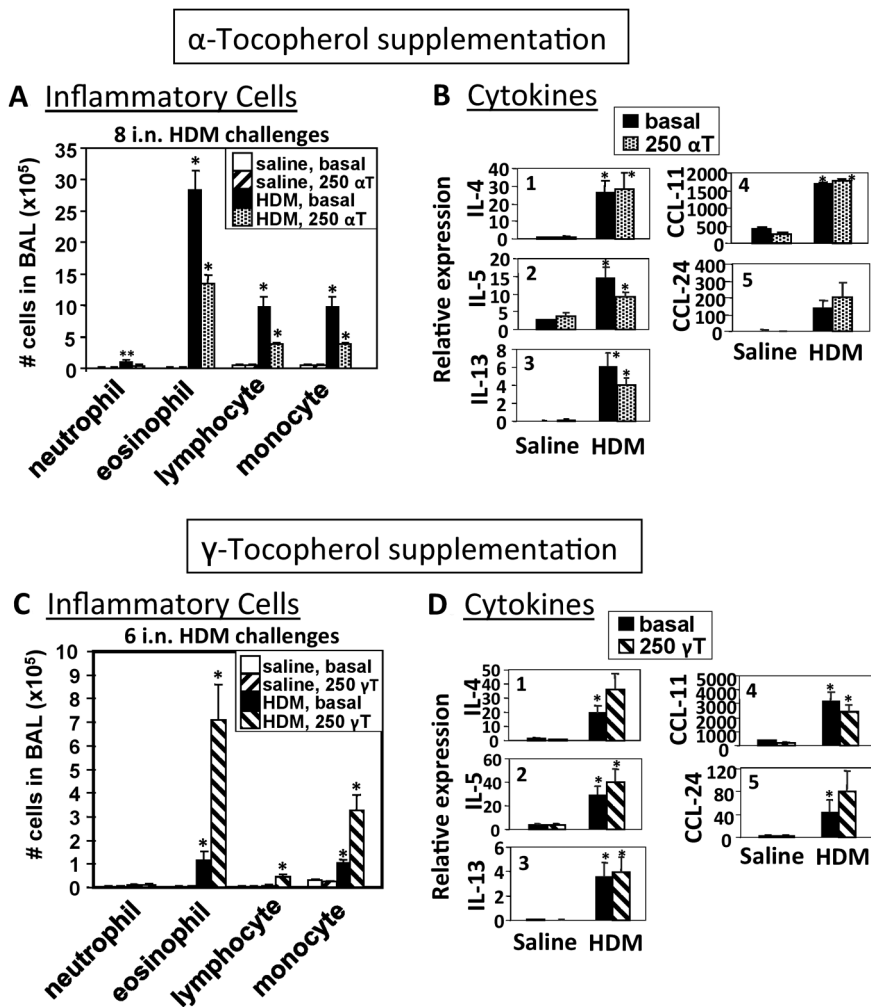 α-Tocopherol supplementation
A Inflammatory Cells
8 i.n. HDM challenges
# cells in BAL (x10⁵)
35
30
25
20
15
10
5
0
saline, basal
saline, 250 αT
HDM, basal
HDM, 250 αT
**
*
*
*
*
*
*
neutrophil
eosinophil
lymphocyte
monocyte
B Cytokines
basal
250 αT
Relative expression
IL-4
40
30
20
10
0
1
* *
IL-5
15
10
5
0
2
* *
IL-13
8
6
4
2
0
3
* *
Saline HDM
CCL-11
2000
1500
1000
500
0
4
* *
CCL-24
400
300
200
100
0
5
Saline HDM
γ-Tocopherol supplementation
C Inflammatory Cells
6 i.n. HDM challenges
# cells in BAL (x10⁵)
10
9
8
7
6
5
4
3
2
1
0
saline, basal
saline, 250 γT
HDM, basal
HDM, 250 γT
*
*
*
*
*
neutrophil
eosinophil
lymphocyte
monocyte
D Cytokines
basal
250 γT
Relative expression
IL-4
50
40
30
20
10
0
1
*
IL-5
60
40
20
0
2
* *
IL-13
6
4
2
0
3
* *
Saline HDM
CCL-11
5000
4000
3000
2000
1000
0
4
* *
CCL-24
120
80
40
0
5
*
Saline HDM